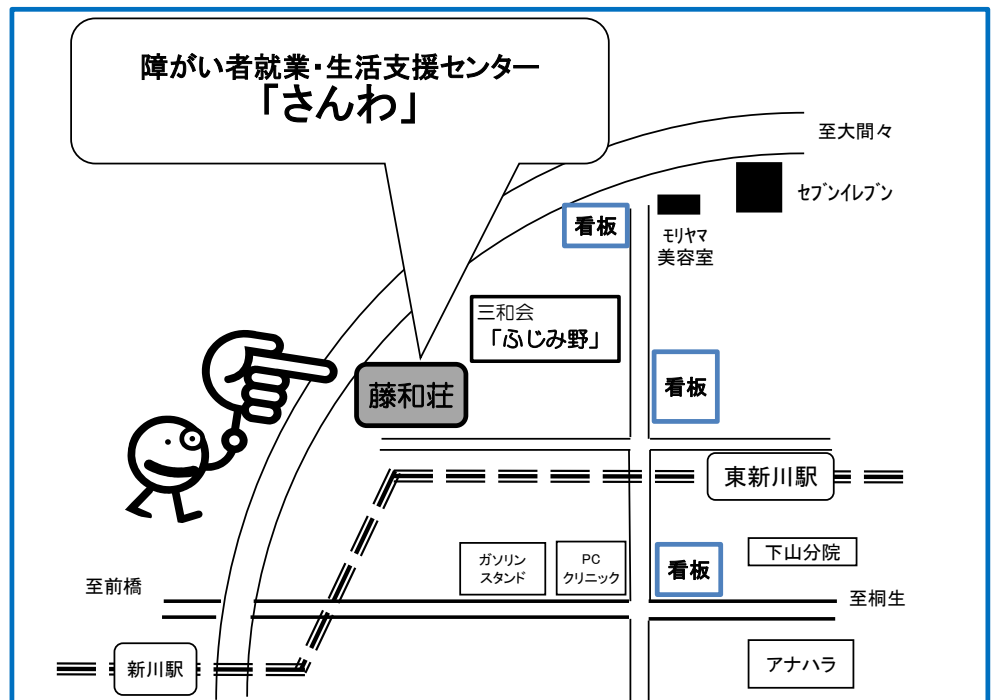 障がい者就業・生活支援センター
「さんわ」
至大間々
ｾﾌﾞﾝｲﾚﾌﾞﾝ
看板
ﾓﾘﾔﾏ
美容室
三和会
「ふじみ野」
看板
藤和荘
東新川駅
ガソリン
スタンド
PC
クリニック
看板
下山分院
至前橋
至桐生
新川駅
アナハラ